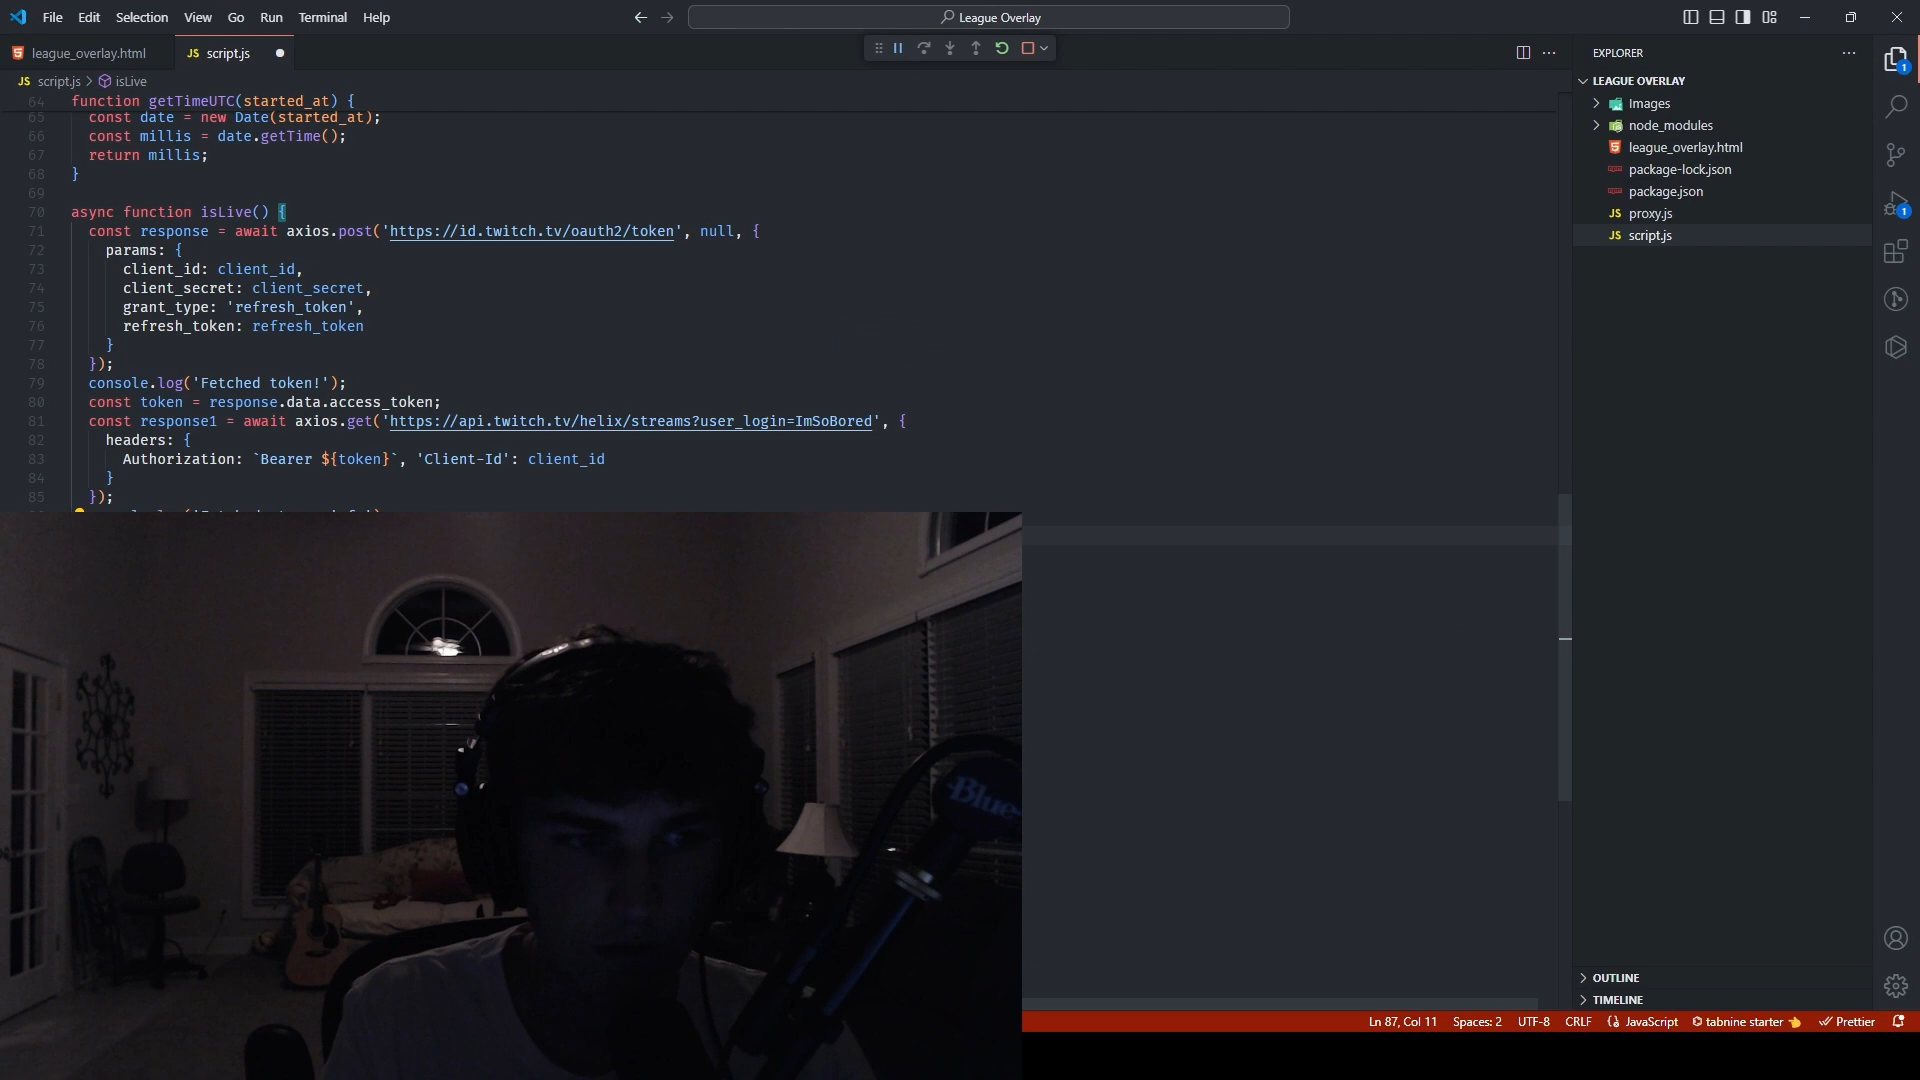 File Edit Selection View Go Run Terminal Help
League Overlay
league_overlay.html
JS script.js
JS script.js > isLive
64 function getTimeUTC(started_at) {
65 const date = new Date(started_at);
66 const millis = date.getTime();
67 return millis;
68 }
69
70 async function isLive() {
71 const response = await axios.post('https://id.twitch.tv/oauth2/token', null, {
72 params: {
73 client_id: client_id,
74 client_secret: client_secret,
75 grant_type: 'refresh_token',
76 refresh_token: refresh_token
77 }
78 });
79 console.log('Fetched token!');
80 const token = response.data.access_token;
81 const response1 = await axios.get('https://api.twitch.tv/helix/streams?user_login=ImSoBored', {
82 headers: {
83 Authorization: `Bearer ${token}`, 'Client-Id': client_id
84 }
85 });
EXPLORER
LEAGUE OVERLAY
Images
node_modules
league_overlay.html
package-lock.json
package.json
JS proxy.js
JS script.js
1
1
OUTLINE
TIMELINE
Blue
Ln 87, Col 11 Spaces: 2 UTF-8 CRLF JavaScript tabnine starter Prettier